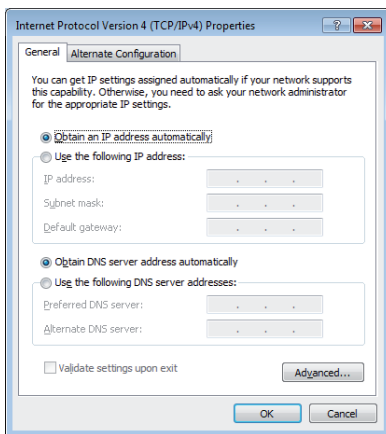 Internet Protocol Version 4 (TCP/IPv4) Properties
General Alternate Configuration
You can get IP settings assigned automatically if your network supports
this capability. Otherwise, you need to ask your network administrator
for the appropriate IP settings.
Obtain an IP address automatically
Use the following IP address:
IP address: . . .
Subnet mask: . . .
Default gateway: . . .
Obtain DNS server address automatically
Use the following DNS server addresses:
Preferred DNS server: . . .
Alternate DNS server: . . .
Validate settings upon exit
Advanced...
OK Cancel